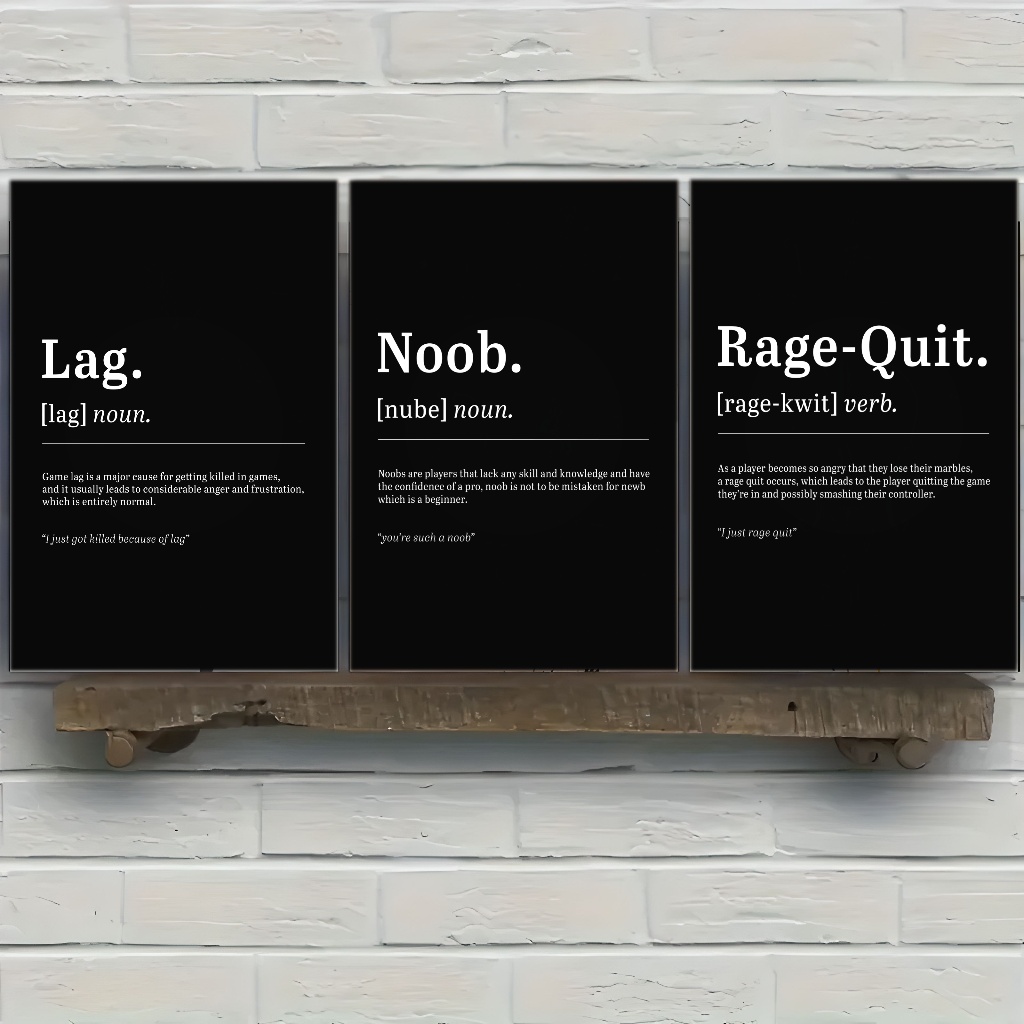 Lag.
[lag] noun.
Game lag is a major cause for getting killed in games,
and it usually leads to considerable anger and frustration,
which is entirely normal.
“I just got killed because of lag”
Noob.
[nube] noun.
Noobs are players that lack any skill and knowledge and have
the confidence of a pro, noob is not to be mistaken for newb
which is a beginner.
“you're such a noob”
Rage-Quit.
[rage-kwit] verb.
As a player becomes so angry that they lose their marbles,
a rage quit occurs, which leads to the player quitting the game
they're in and possibly smashing their controller.
“I just rage quit”